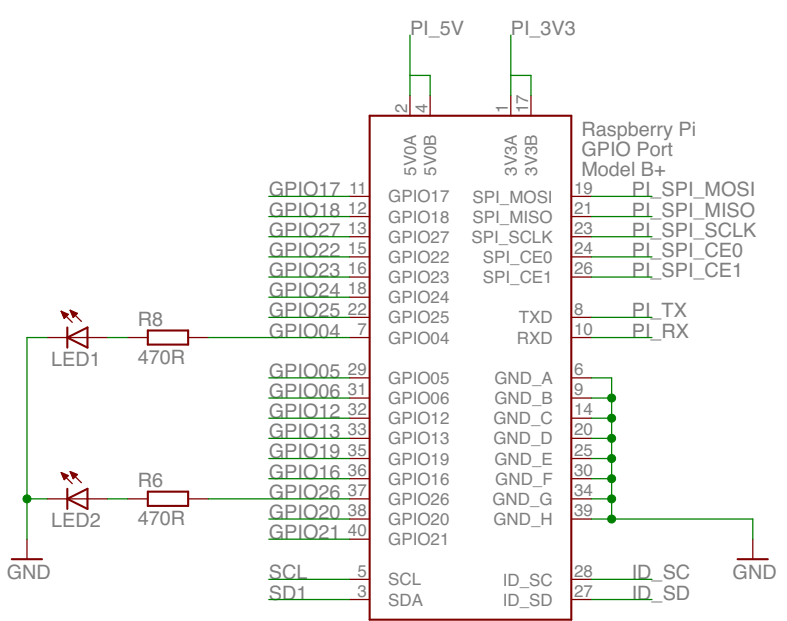 PI_5V PI_3V3
2 4 1 17
5V0A 5V0B 3V3A 3V3B
Raspberry Pi
GPIO Port
Model B+
GPIO17 11 GPIO17 SPI_MOSI 19 PI_SPI_MOSI
GPIO18 12 GPIO18 SPI_MISO 21 PI_SPI_MISO
GPIO27 13 GPIO27 SPI_SCLK 23 PI_SPI_SCLK
GPIO22 15 GPIO22 SPI_CE0 24 PI_SPI_CE0
GPIO23 16 GPIO23 SPI_CE1 26 PI_SPI_CE1
GPIO24 18 GPIO24
GPIO25 22 GPIO25 TXD 8 PI_TX
R8 GPIO04 7 GPIO04 RXD 10 PI_RX
LED1 470R
GPIO05 29 GPIO05 GND_A 6
GPIO06 31 GPIO06 GND_B 9
GPIO12 32 GPIO12 GND_C 14
GPIO13 33 GPIO13 GND_D 20
GPIO19 35 GPIO19 GND_E 25
GPIO16 36 GPIO16 GND_F 30
R6 GPIO26 37 GPIO26 GND_G 34
LED2 470R GPIO20 38 GPIO20 GND_H 39
GPIO21 40 GPIO21
GND GND
SCL 5 SCL ID_SC 28 ID_SC
SD1 3 SDA ID_SD 27 ID_SD